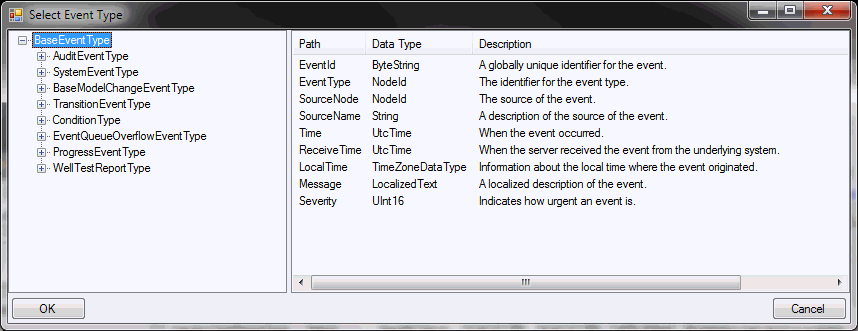 Select Event Type
BaseEventType
AuditEventType
SystemEventType
BaseModelChangeEventType
TransitionEventType
ConditionType
EventQueueOverflowEventType
ProgressEventType
WellTestReportType
Path Data Type Description
EventId ByteString A globally unique identifier for the event.
EventType NodeId The identifier for the event type.
SourceNode NodeId The source of the event.
SourceName String A description of the source of the event.
Time UtcTime When the event occurred.
ReceiveTime UtcTime When the server received the event from the underlying system.
LocalTime TimeZoneDataType Information about the local time where the event originated.
Message LocalizedText A localized description of the event.
Severity UInt16 Indicates how urgent an event is.
OK Cancel